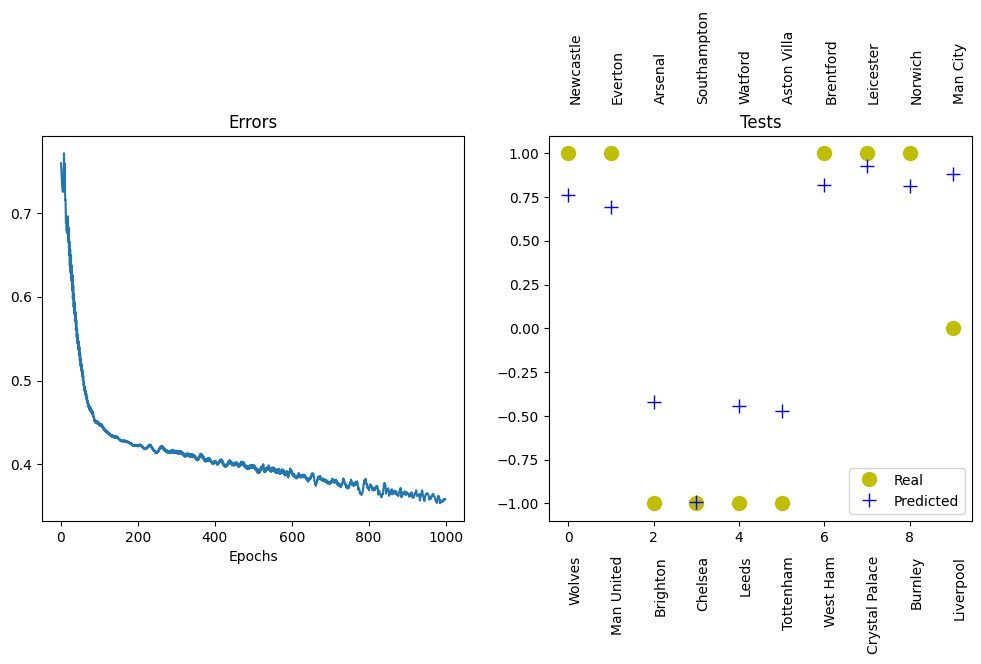 Errors
0.7
0.6
0.5
0.4
0 200 400 600 800 1000
Epochs
Newcastle Everton Arsenal Southampton Watford Aston Villa Brentford Leicester Norwich Man City
Tests
1.00
0.75
0.50
0.25
0.00
−0.25
−0.50
−0.75
−1.00
Real
Predicted
0 2 4 6 8
Wolves Man United Brighton Chelsea Leeds Tottenham West Ham Crystal Palace Burnley Liverpool